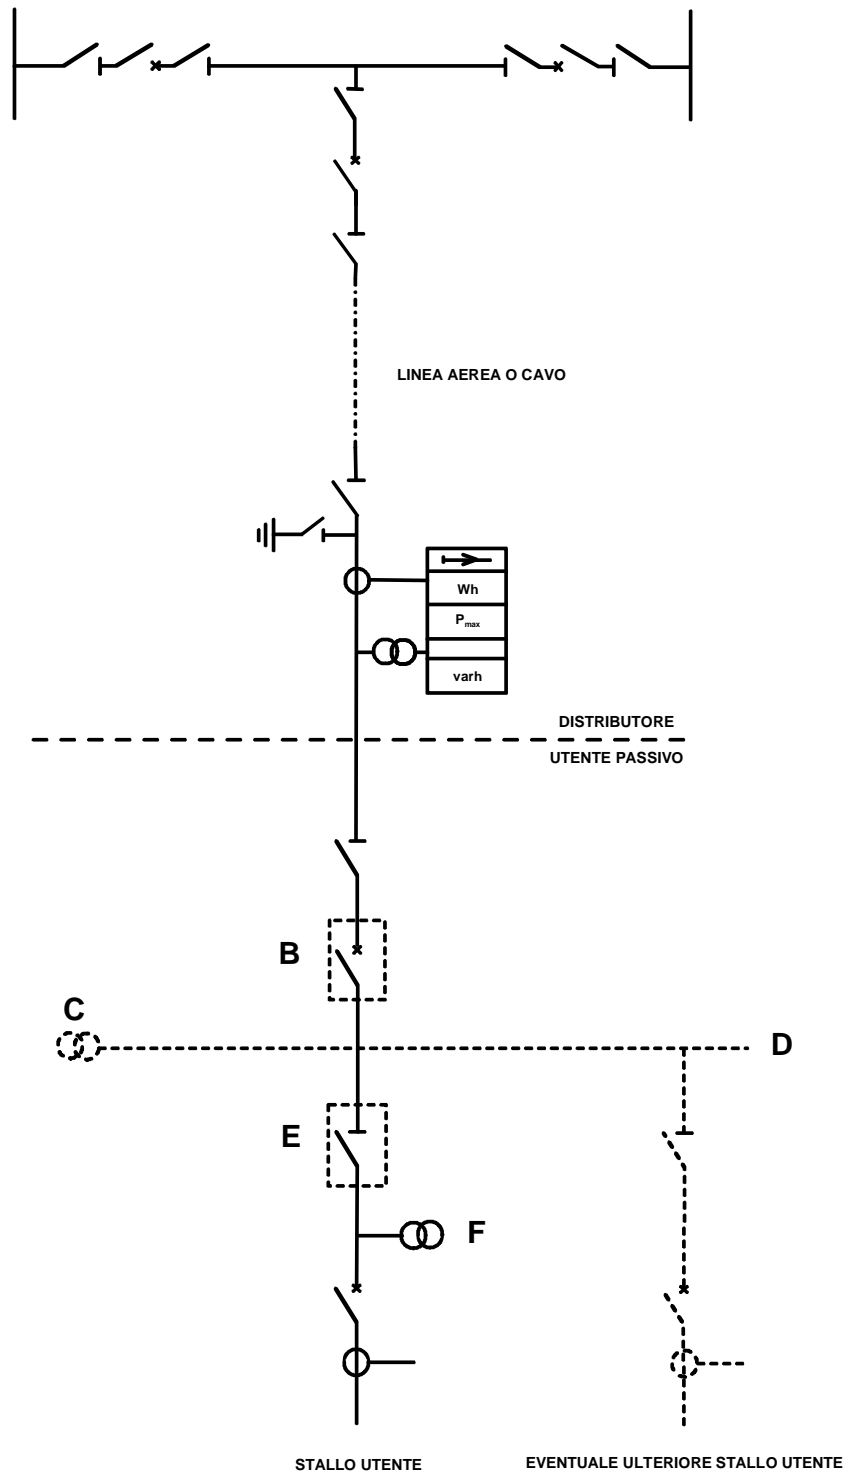 LINEA AEREA O CAVO
Wh
Pmax
varh
DISTRIBUTORE
UTENTE PASSIVO
B
C
D
E
F
STALLO UTENTE
EVENTUALE ULTERIORE STALLO UTENTE